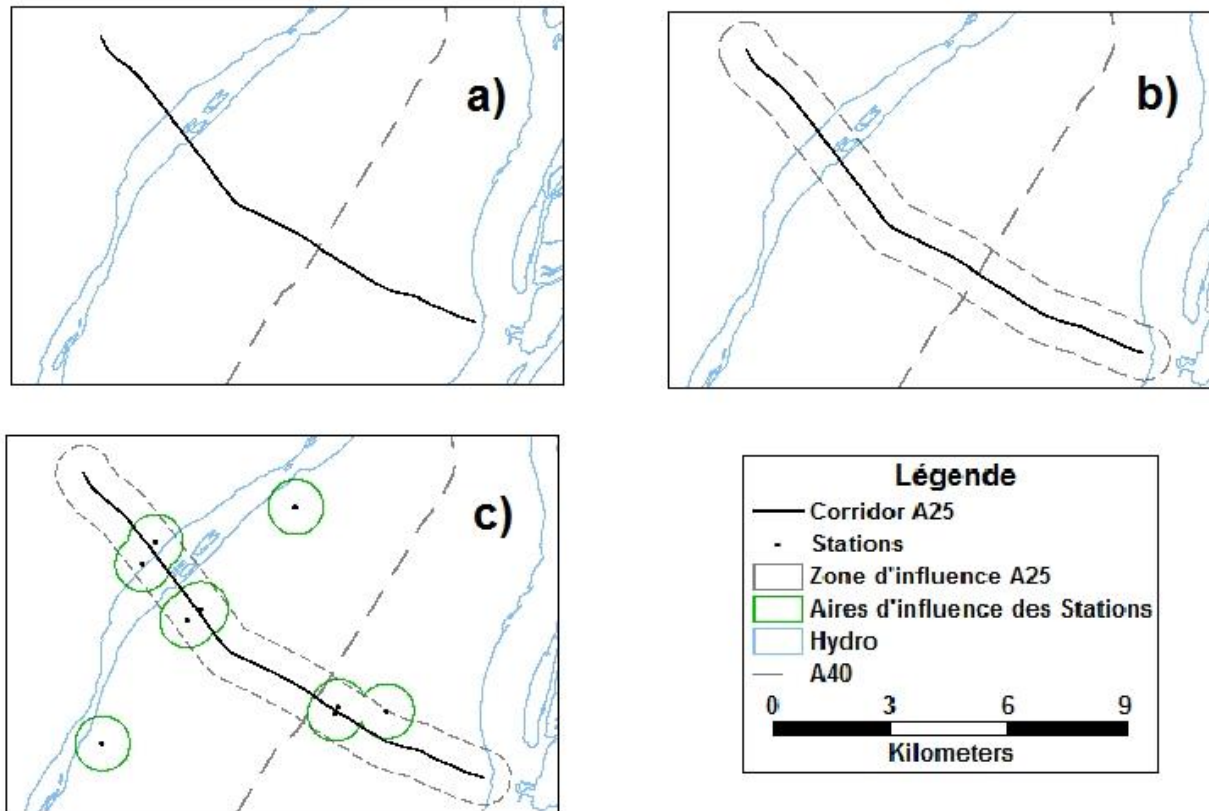 a)
b)
c)
Légende
Corridor A25
Stations
Zone d'influence A25
Aires d'influence des Stations
Hydro
A40
0 3 6 9
Kilometers